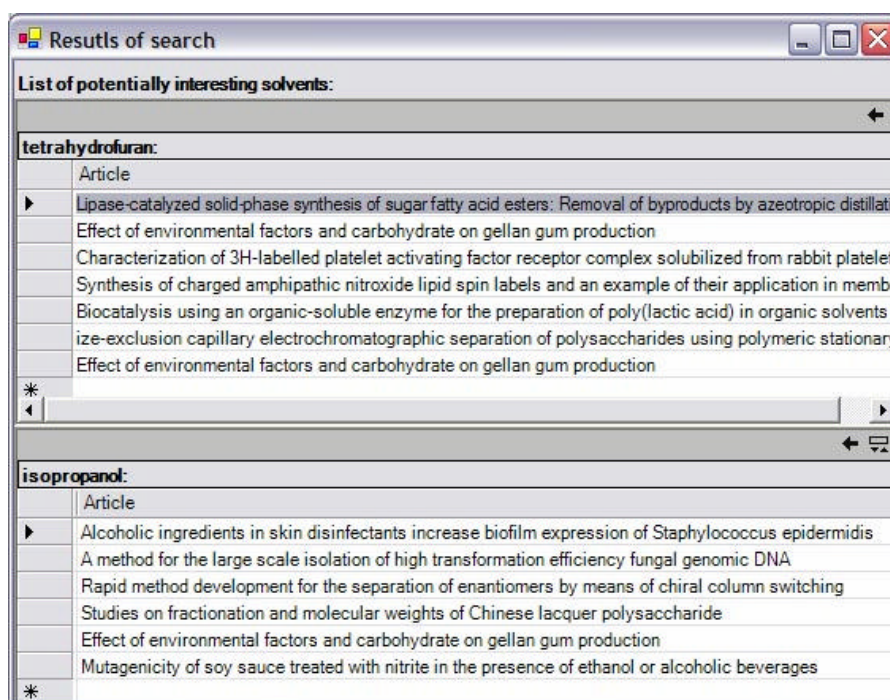 Resutls of search
List of potentially interesting solvents:
tetrahydrofuran:
Article
Lipase-catalyzed solid-phase synthesis of sugar fatty acid esters: Removal of byproducts by azeotropic distillati
Effect of environmental factors and carbohydrate on gellan gum production
Characterization of 3H-labelled platelet activating factor receptor complex solubilized from rabbit platelet
Synthesis of charged amphipathic nitroxide lipid spin labels and an example of their application in memb
Biocatalysis using an organic-soluble enzyme for the preparation of poly(lactic acid) in organic solvents
ize-exclusion capillary electrochromatographic separation of polysaccharides using polymeric stationary
Effect of environmental factors and carbohydrate on gellan gum production
isopropanol:
Article
Alcoholic ingredients in skin disinfectants increase biofilm expression of Staphylococcus epidermidis
A method for the large scale isolation of high transformation efficiency fungal genomic DNA
Rapid method development for the separation of enantiomers by means of chiral column switching
Studies on fractionation and molecular weights of Chinese lacquer polysaccharide
Effect of environmental factors and carbohydrate on gellan gum production
Mutagenicity of soy sauce treated with nitrite in the presence of ethanol or alcoholic beverages